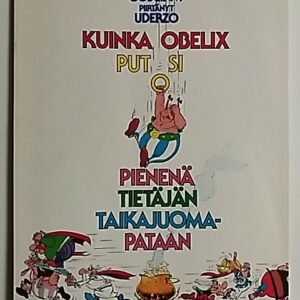 PIIRTÄNYT
UDERZO
KUINKA OBELIX
PUTOSI
PIENENÄ
TIETÄJÄN
TAIKAJUOMA-
PATAAN